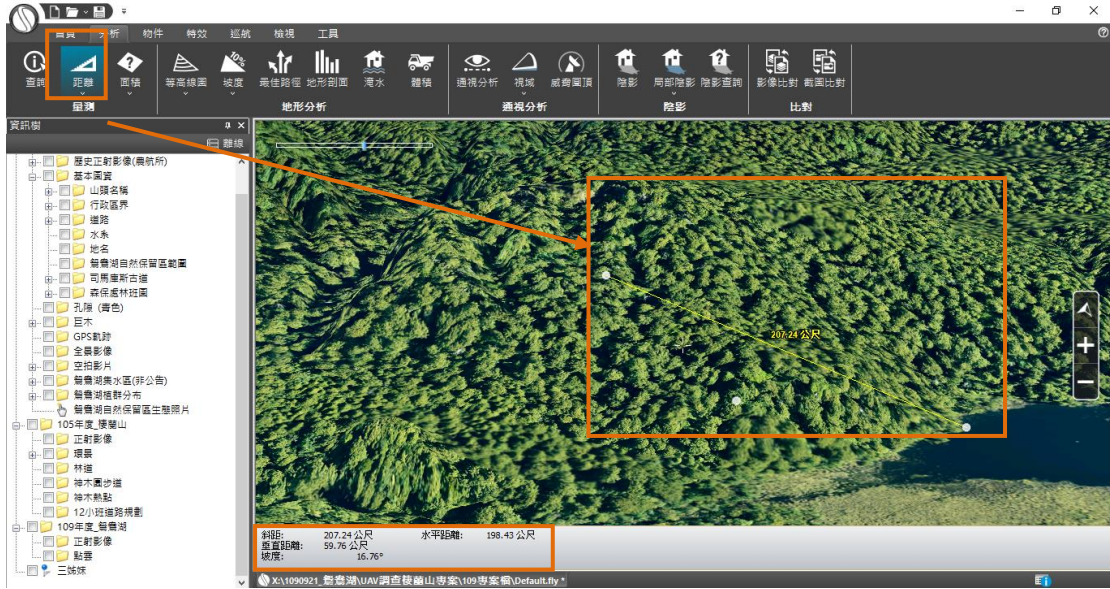 首頁 分析 物件 特效 巡航 檢視 工具
查詢 距離 面積 等高線圖 坡度 最佳路徑 地形剖面 淹水 體積 通視分析 視域 威脅圓頂 陰影 局部陰影 陰影查詢 影像比對 截圖比對
10%
量測 地形分析 通視分析 陰影 比對
資訊樹
離線
歷史正射影像(農航所)
基本圖資
山頭名稱
行政區界
道路
水系
地名
鴛鴦湖自然保留區範圍
司馬庫斯古道
森保處林班圖
孔隙 (青色)
巨木
GPS軌跡
全景影像
空拍影片
鴛鴦湖集水區(非公告)
鴛鴦湖植群分布
鴛鴦湖自然保留區生態照片
105年度_棲蘭山
正射影像
環景
林道
神木園步道
神木熱點
12小班道路規劃
109年度_鴛鴦湖
正射影像
點雲
三姊妹
207.24 公尺
斜距: 207.24 公尺 水平距離: 198.43 公尺
垂直距離: 59.76 公尺
坡度: 16.76°
X:\1090921_鴛鴦湖\UAV調查棲蘭山專案\109專案檔\Default.fly *